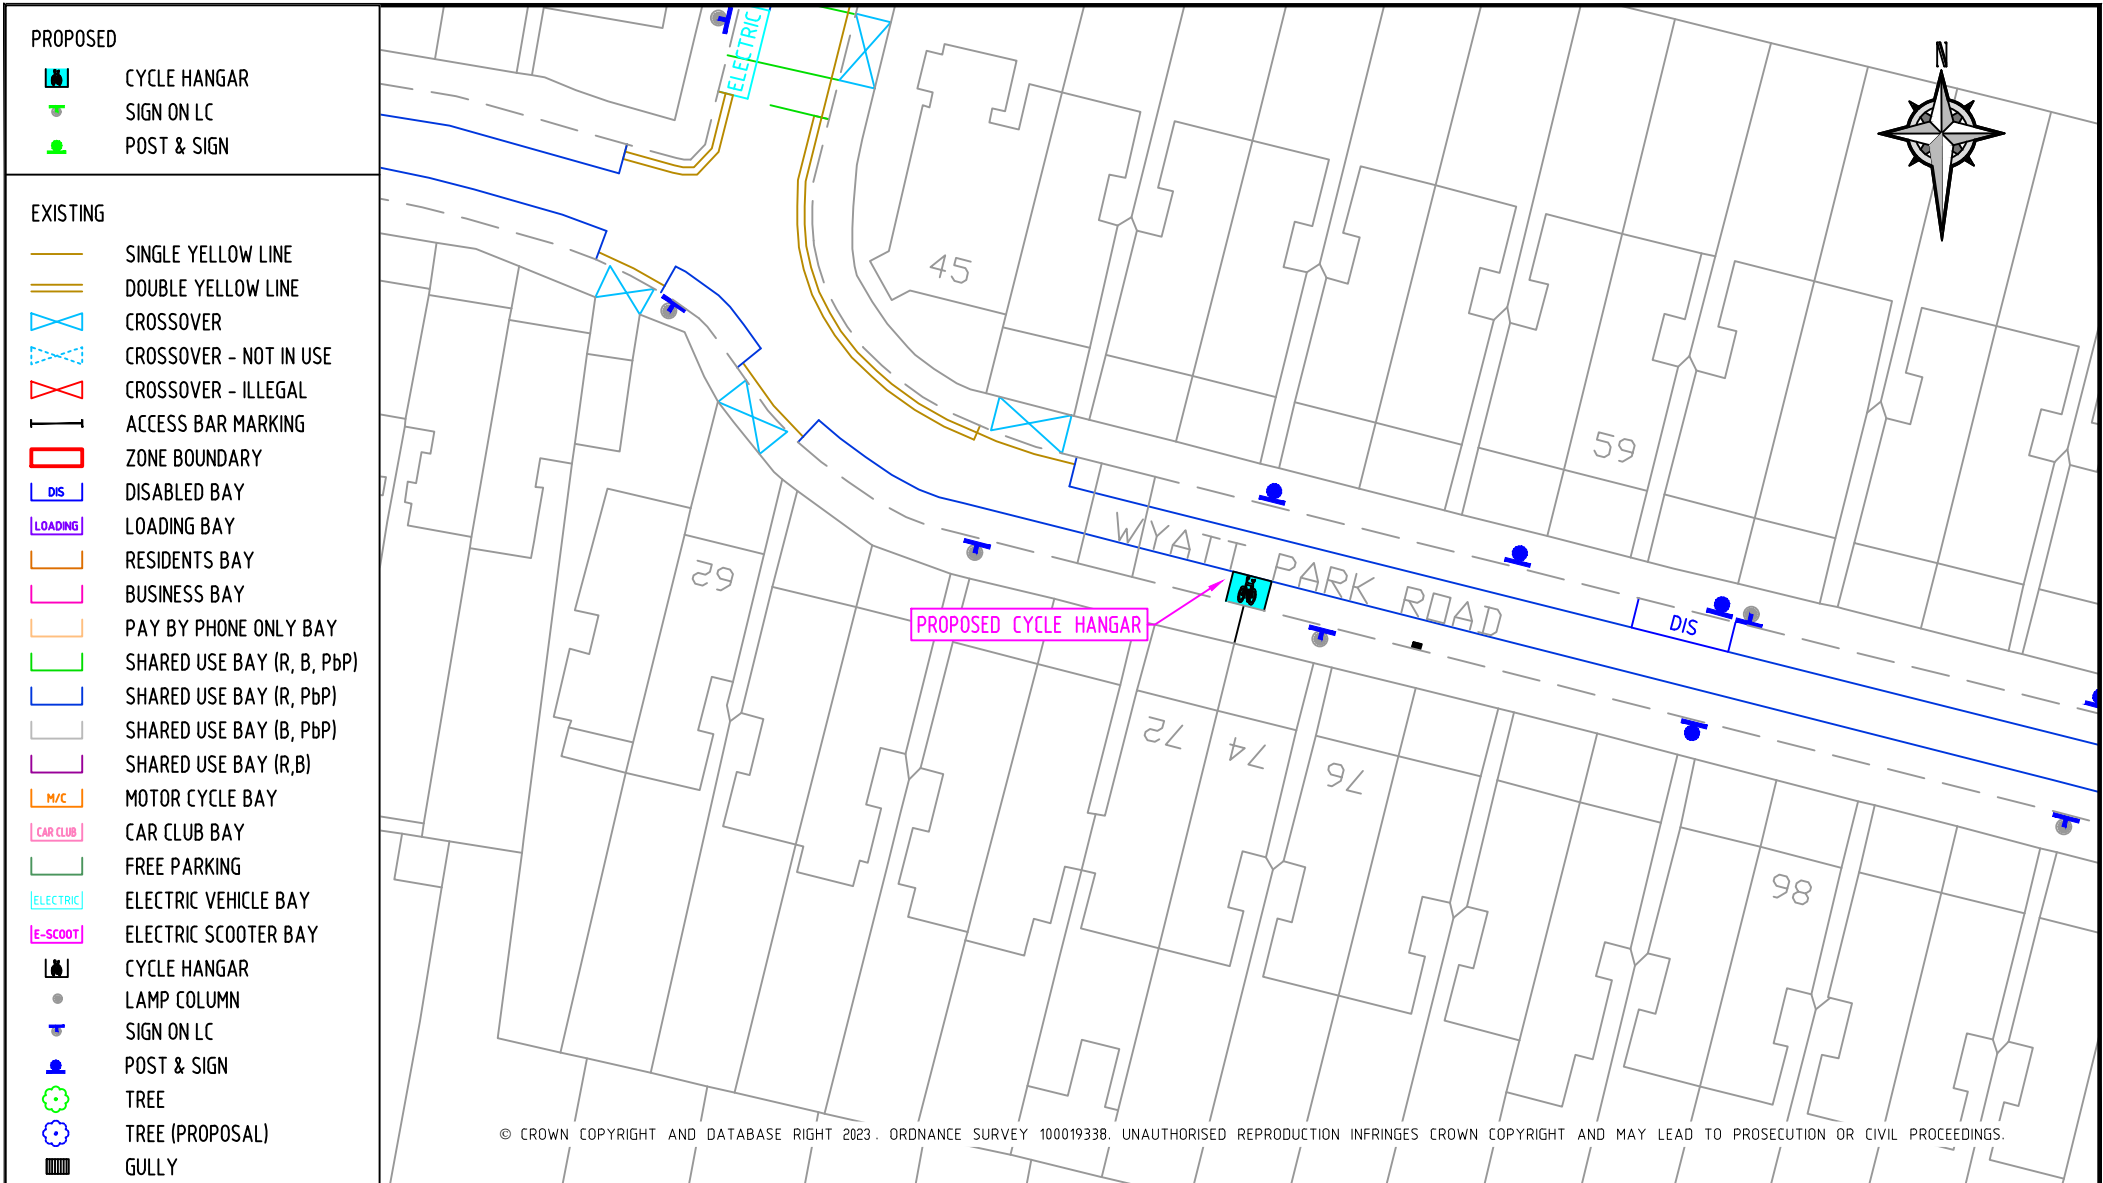 PROPOSED
CYCLE HANGAR
SIGN ON LC
POST & SIGN
EXISTING
SINGLE YELLOW LINE
DOUBLE YELLOW LINE
CROSSOVER
CROSSOVER - NOT IN USE
CROSSOVER - ILLEGAL
ACCESS BAR MARKING
ZONE BOUNDARY
DIS DISABLED BAY
LOADING LOADING BAY
RESIDENTS BAY
BUSINESS BAY
PAY BY PHONE ONLY BAY
SHARED USE BAY (R, B, PbP)
SHARED USE BAY (R, PbP)
SHARED USE BAY (B, PbP)
SHARED USE BAY (R,B)
M/C MOTOR CYCLE BAY
CAR CLUB CAR CLUB BAY
FREE PARKING
ELECTRIC ELECTRIC VEHICLE BAY
E-SCOOT ELECTRIC SCOOTER BAY
CYCLE HANGAR
LAMP COLUMN
SIGN ON LC
POST & SIGN
TREE
TREE (PROPOSAL)
GULLY
ELECTRIC
N
45
59
62
WYATT PARK ROAD
PROPOSED CYCLE HANGAR
DIS
72
74
76
86
© CROWN COPYRIGHT AND DATABASE RIGHT 2023. ORDNANCE SURVEY 100019338. UNAUTHORISED REPRODUCTION INFRINGES CROWN COPYRIGHT AND MAY LEAD TO PROSECUTION OR CIVIL PROCEEDINGS.